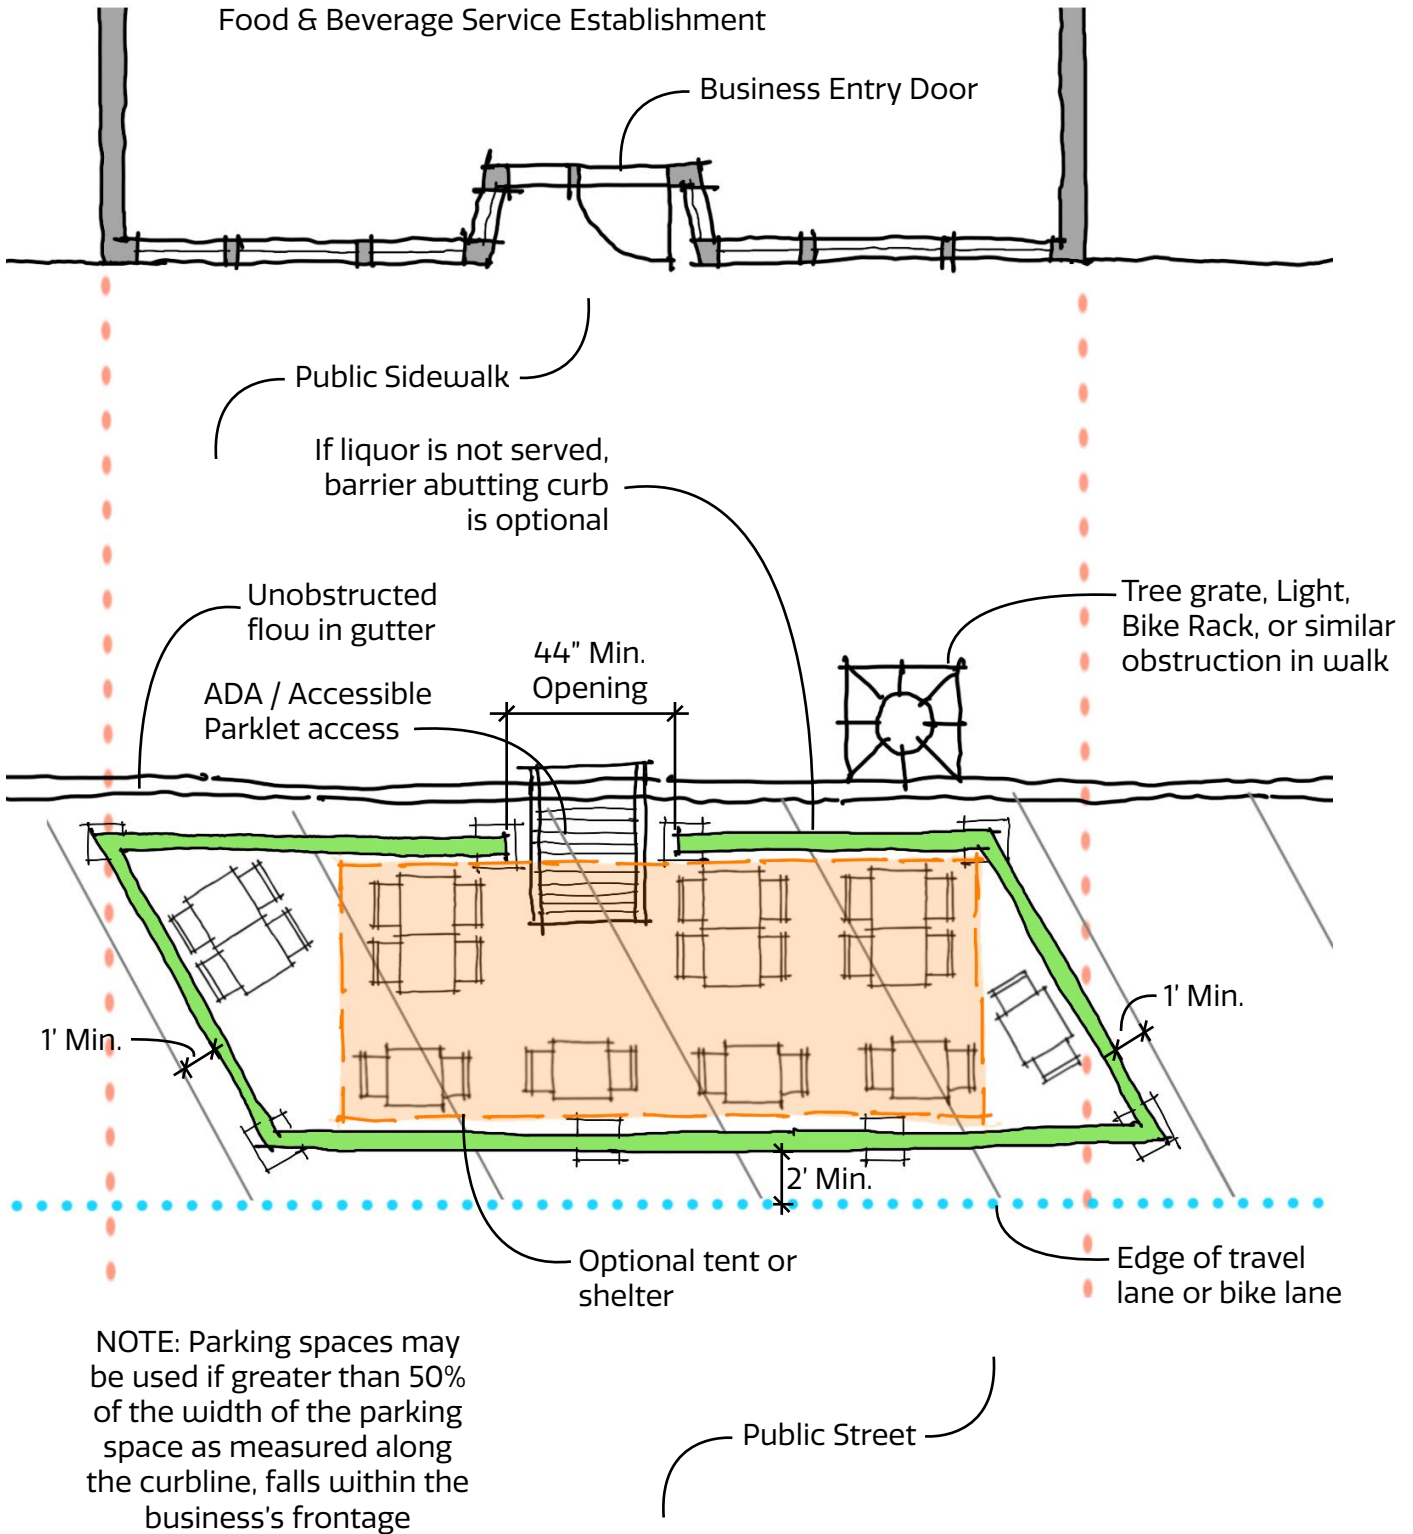 Food & Beverage Service Establishment
Business Entry Door
Public Sidewalk
If liquor is not served,
barrier abutting curb
is optional
Unobstructed
flow in gutter
Tree grate, Light,
Bike Rack, or similar
obstruction in walk
44" Min.
Opening
ADA / Accessible
Parklet access
1' Min.
1' Min.
2' Min.
Optional tent or
shelter
Edge of travel
lane or bike lane
NOTE: Parking spaces may
be used if greater than 50%
of the width of the parking
space as measured along
the curbline, falls within the
business's frontage
Public Street